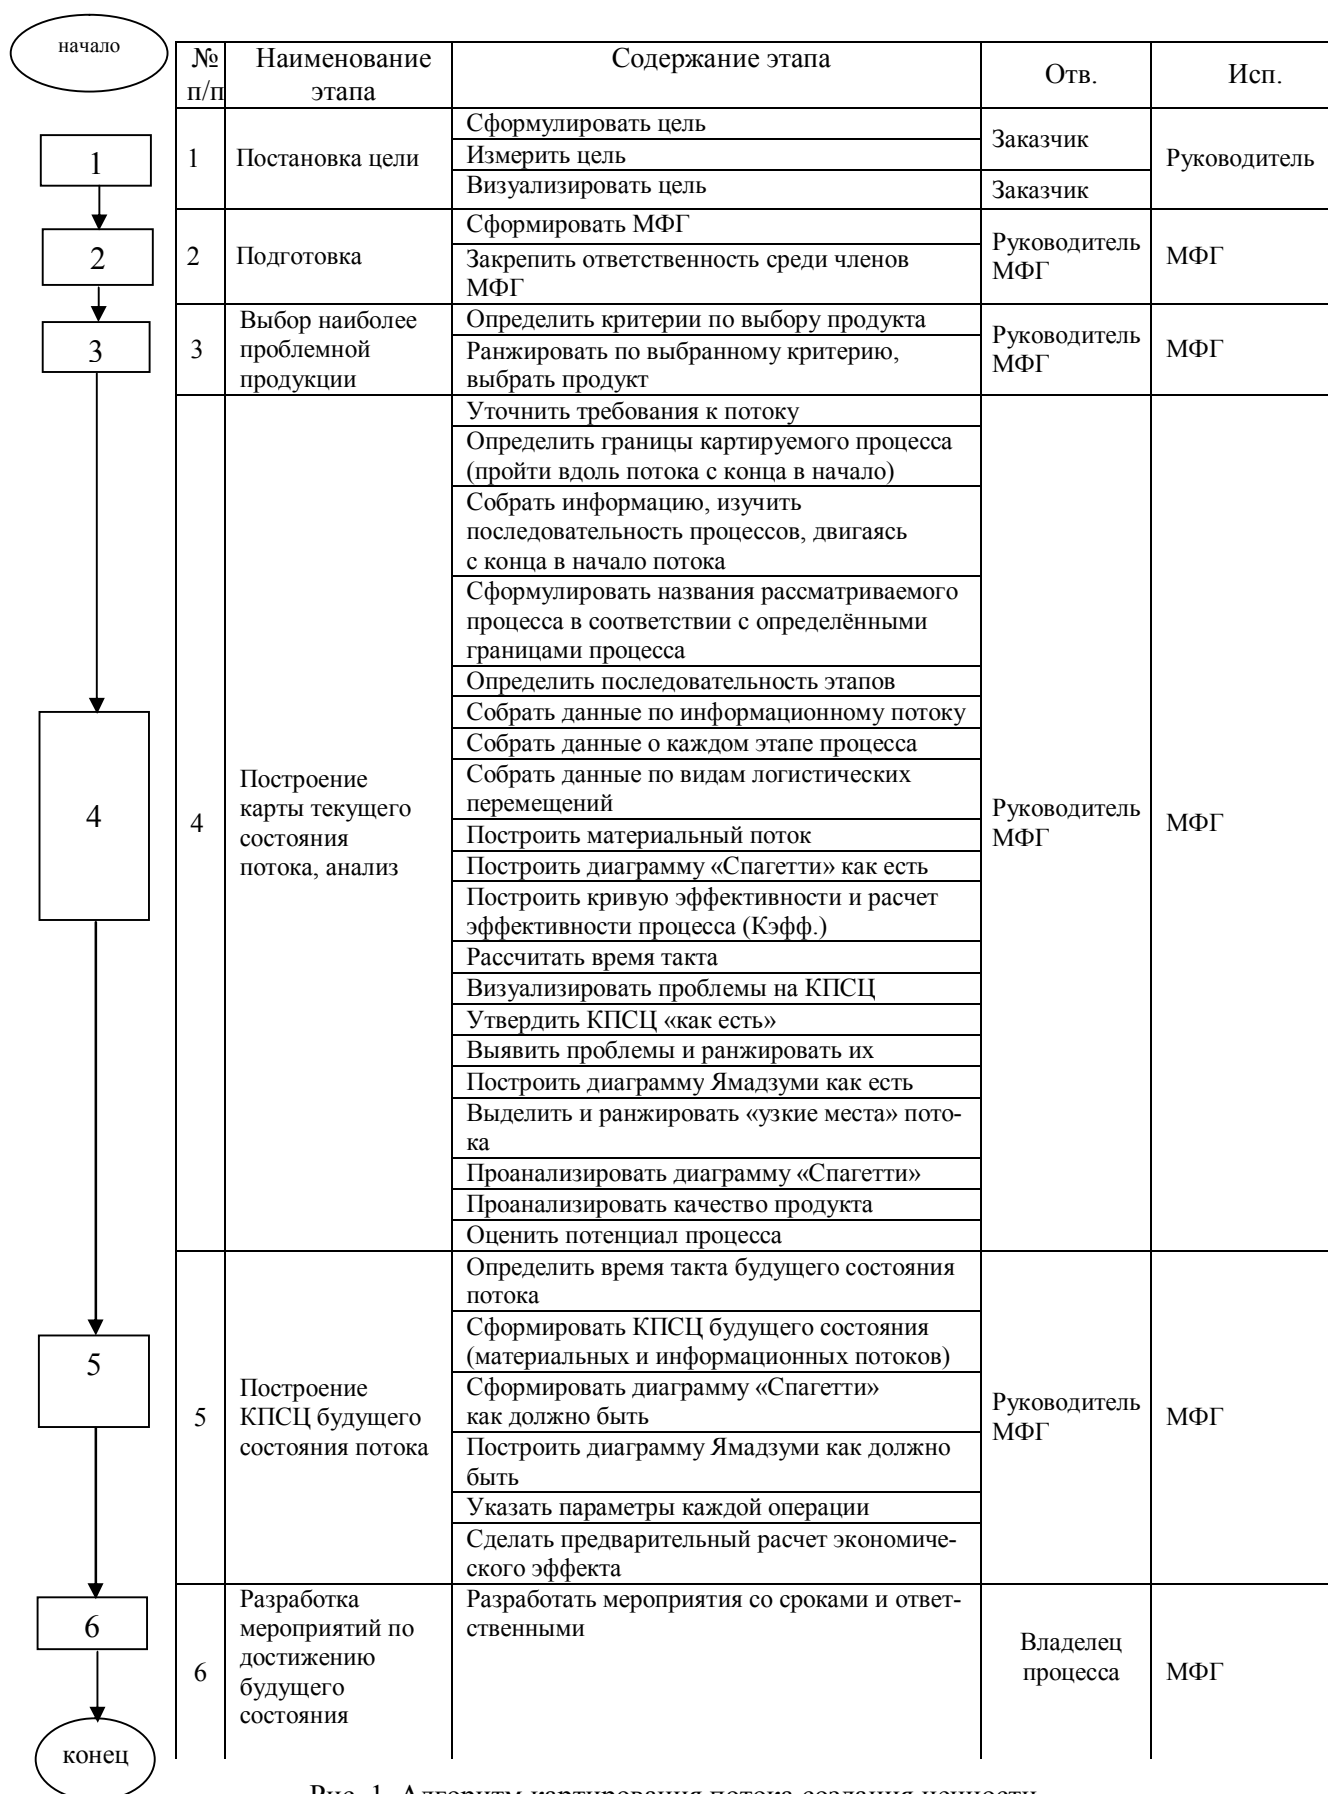 начало
№ п/п
Наименование этапа
Содержание этапа
Отв.
Исп.
1
1
Постановка цели
Сформулировать цель
Измерить цель
Визуализировать цель
Заказчик
Заказчик
Руководитель
2
2
Подготовка
Сформировать МФГ
Закрепить ответственность среди членов
МФГ
Руководитель
МФГ
МФГ
3
3
Выбор наиболее
проблемной
продукции
Определить критерии по выбору продукта
Ранжировать по выбранному критерию,
выбрать продукт
Руководитель
МФГ
МФГ
4
4
Построение
карты текущего
состояния
потока, анализ
Уточнить требования к потоку
Определить границы картируемого процесса
(пройти вдоль потока с конца в начало)
Собрать информацию, изучить
последовательность процессов, двигаясь
с конца в начало потока
Сформулировать названия рассматриваемого
процесса в соответствии с определёнными
границами процесса
Определить последовательность этапов
Собрать данные по информационному потоку
Собрать данные о каждом этапе процесса
Собрать данные по видам логистических
перемещений
Построить материальный поток
Построить диаграмму «Спагетти» как есть
Построить кривую эффективности и расчет
эффективности процесса (Кэфф.)
Рассчитать время такта
Визуализировать проблемы на КПСЦ
Утвердить КПСЦ «как есть»
Выявить проблемы и ранжировать их
Построить диаграмму Ямадзуми как есть
Выделить и ранжировать «узкие места» пото-
ка
Проанализировать диаграмму «Спагетти»
Проанализировать качество продукта
Оценить потенциал процесса
Руководитель
МФГ
МФГ
5
5
Построение
КПСЦ будущего
состояния потока
Определить время такта будущего состояния
потока
Сформировать КПСЦ будущего состояния
(материальных и информационных потоков)
Сформировать диаграмму «Спагетти»
как должно быть
Построить диаграмму Ямадзуми как должно
быть
Указать параметры каждой операции
Сделать предварительный расчет экономиче-
ского эффекта
Руководитель
МФГ
МФГ
6
6
Разработка
мероприятий по
достижению
будущего
состояния
Разработать мероприятия со сроками и ответ-
ственными
Владелец
процесса
МФГ
конец
Рис. 1. Алгоритм картирования потока создания ценности